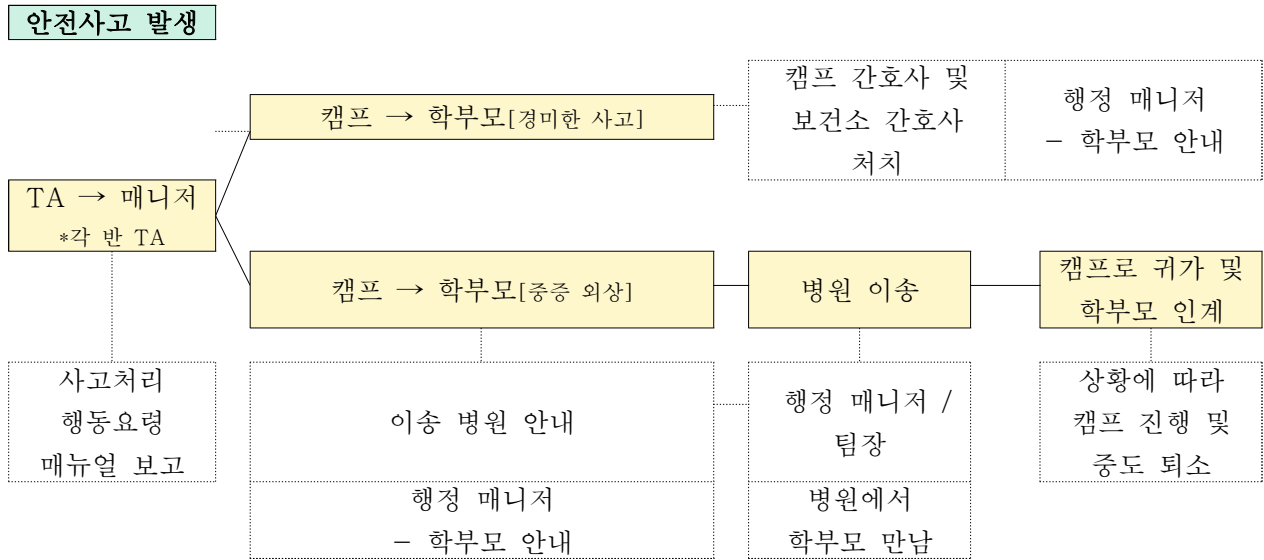 안전사고 발생
캠프 → 학부모[경미한 사고]
캠프 간호사 및
보건소 간호사
처치
행정 매니저
- 학부모 안내
TA → 매니저
*각 반 TA
캠프 → 학부모[중증 외상]
병원 이송
캠프로 귀가 및
학부모 인계
사고처리
행동요령
매뉴얼 보고
이송 병원 안내
행정 매니저
- 학부모 안내
행정 매니저 /
팀장
병원에서
학부모 만남
상황에 따라
캠프 진행 및
중도 퇴소